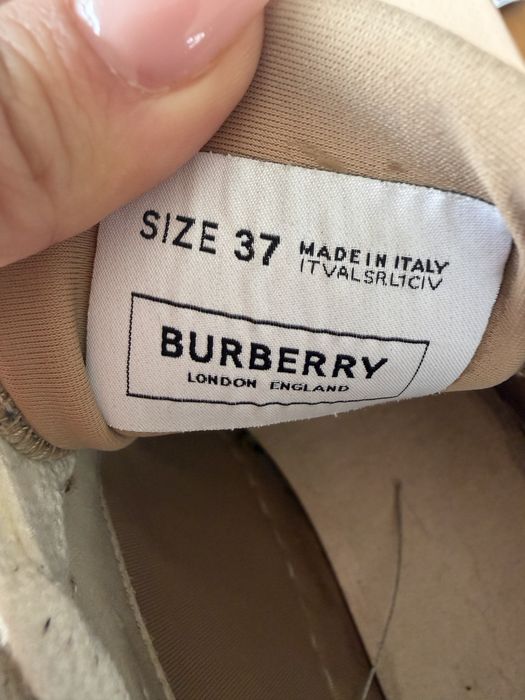 SIZE 37
MADE IN ITALY
ITVALSRL1CIV
BURBERRY
LONDON ENGLAND